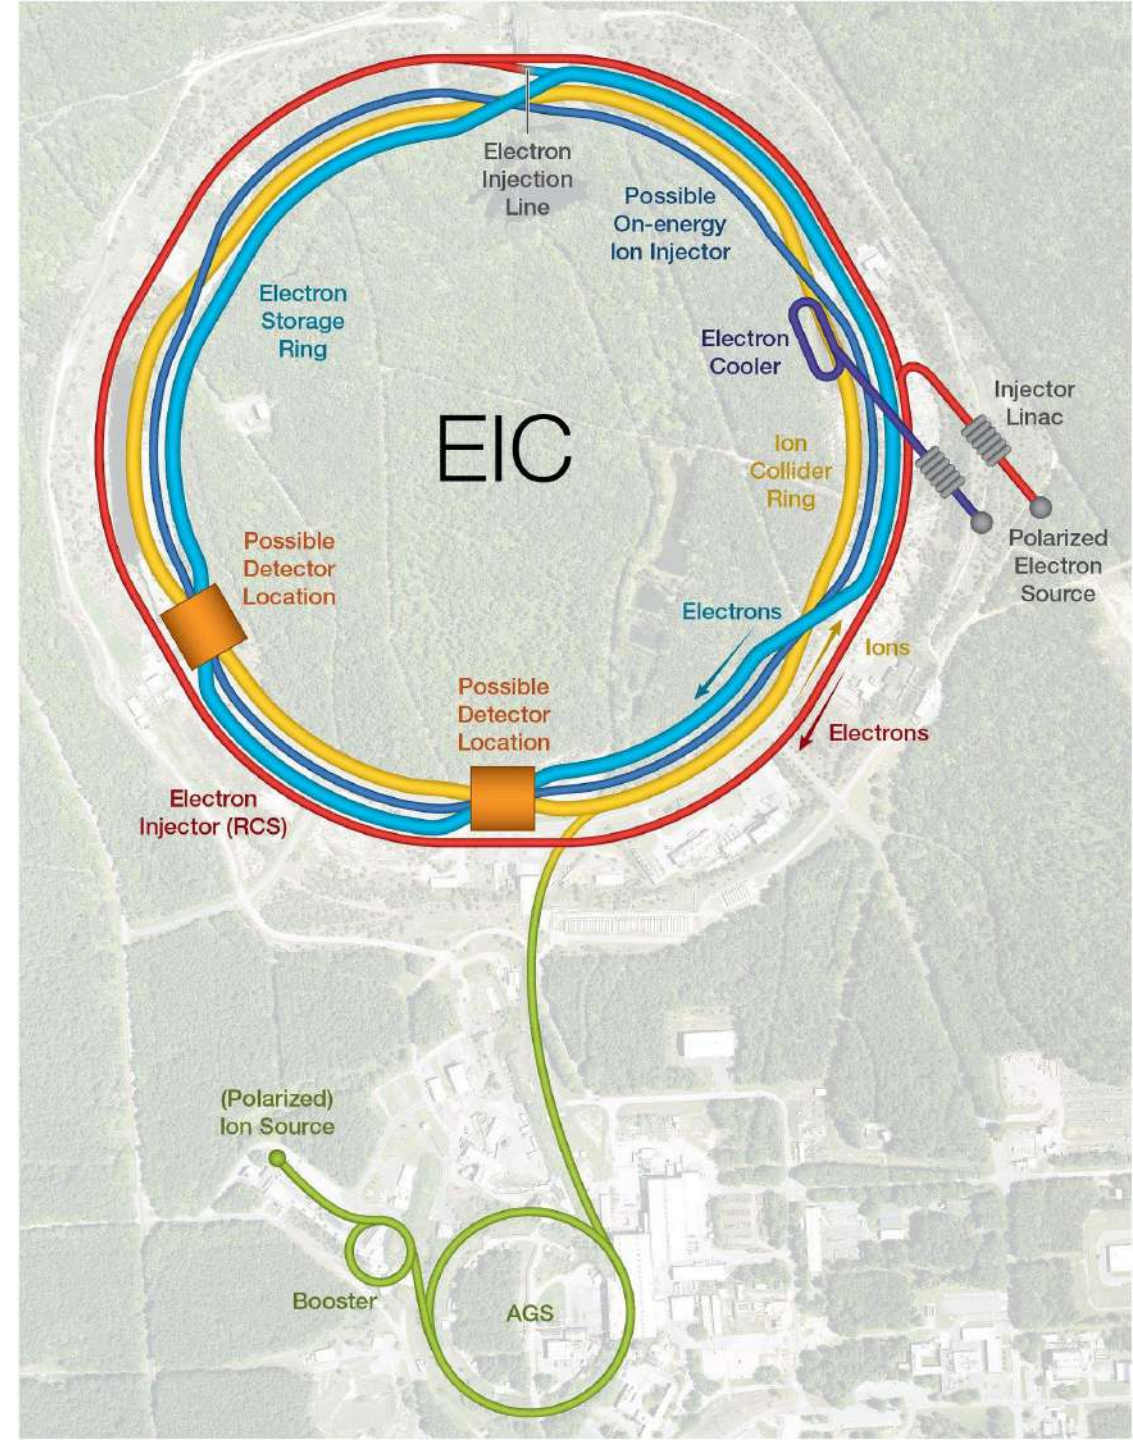 Electron
Injection
Line
Possible
On-energy
Ion Injector
Electron
Storage
Ring
Electron
Cooler
Injector
Linac
EIC
Ion
Collider
Ring
Polarized
Electron
Source
Possible
Detector
Location
Electrons
Ions
Possible
Detector
Location
Electrons
Electron
Injector (RCS)
(Polarized)
Ion Source
Booster
AGS